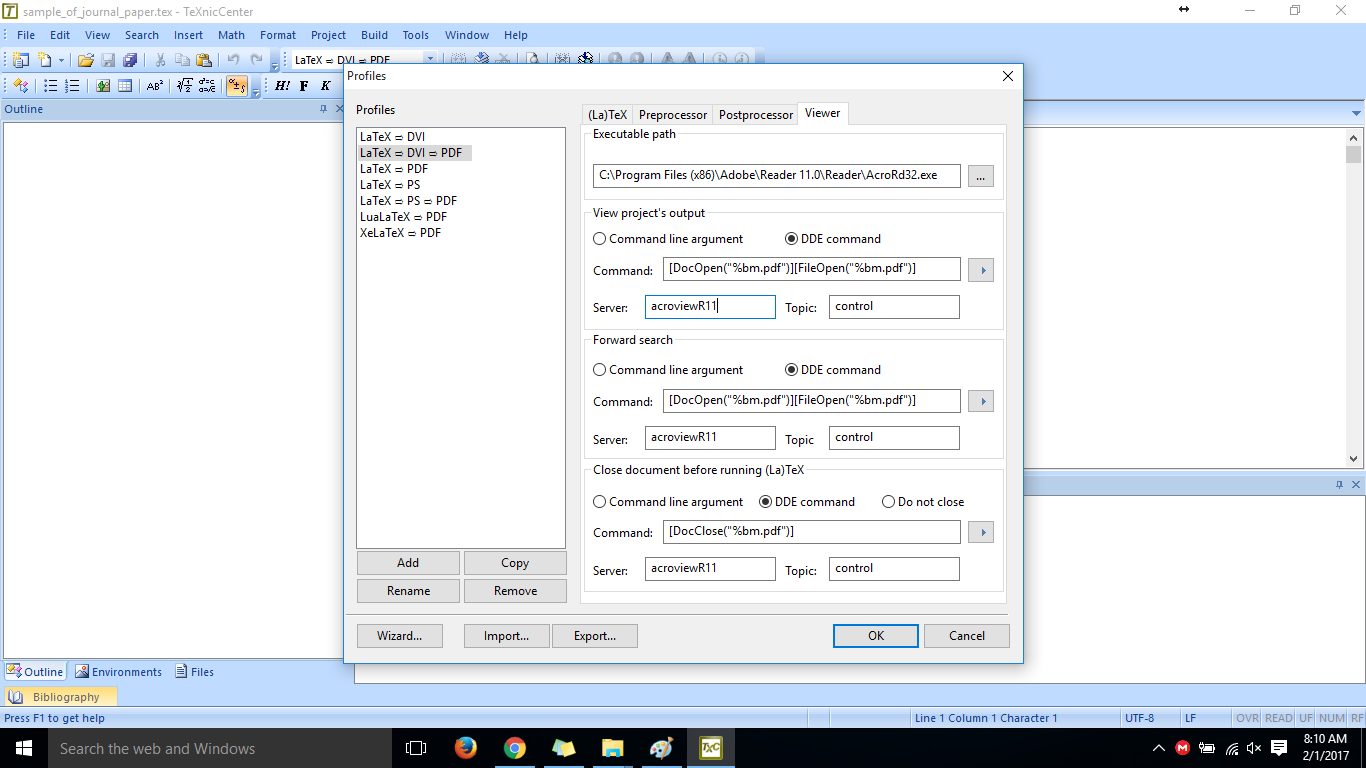 sample_of_journal_paper.tex - TeXnicCenter
File Edit View Search Insert Math Format Project Build Tools Window Help
LaTeX ⇨ DVI ⇨ PDF
H! F K
Outline
Profiles
Profiles
LaTeX ⇨ DVI
LaTeX ⇨ DVI ⇨ PDF
LaTeX ⇨ PDF
LaTeX ⇨ PS
LaTeX ⇨ PS ⇨ PDF
LuaLaTeX ⇨ PDF
XeLaTeX ⇨ PDF
Add Copy
Rename Remove
(La)TeX Preprocessor Postprocessor Viewer
Executable path
C:\Program Files (x86)\Adobe\Reader 11.0\Reader\AcroRd32.exe ...
View project's output
Command line argument DDE command
Command: [DocOpen("%bm.pdf")][FileOpen("%bm.pdf")]
Server: acroviewR11 Topic: control
Forward search
Command line argument DDE command
Command: [DocOpen("%bm.pdf")][FileOpen("%bm.pdf")]
Server: acroviewR11 Topic control
Close document before running (La)TeX
Command line argument DDE command Do not close
Command: [DocClose("%bm.pdf")]
Server: acroviewR11 Topic: control
Wizard... Import... Export... OK Cancel
Outline Environments Files
Bibliography
Press F1 to get help Line 1 Column 1 Character 1 UTF-8 LF OVR READ UF NUM RF
Search the web and Windows
8:10 AM
2/1/2017